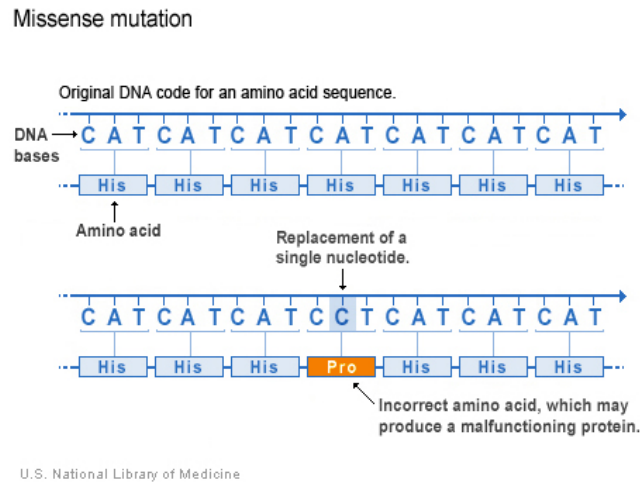 Missense mutation
Original DNA code for an amino acid sequence.
DNA bases
C A T C A T C A T C A T C A T C A T C A T
His His His His His His His
Amino acid
Replacement of a
single nucleotide.
C A T C A T C A T C C T C A T C A T C A T
His His His Pro His His His
Incorrect amino acid, which may
produce a malfunctioning protein.
U.S. National Library of Medicine